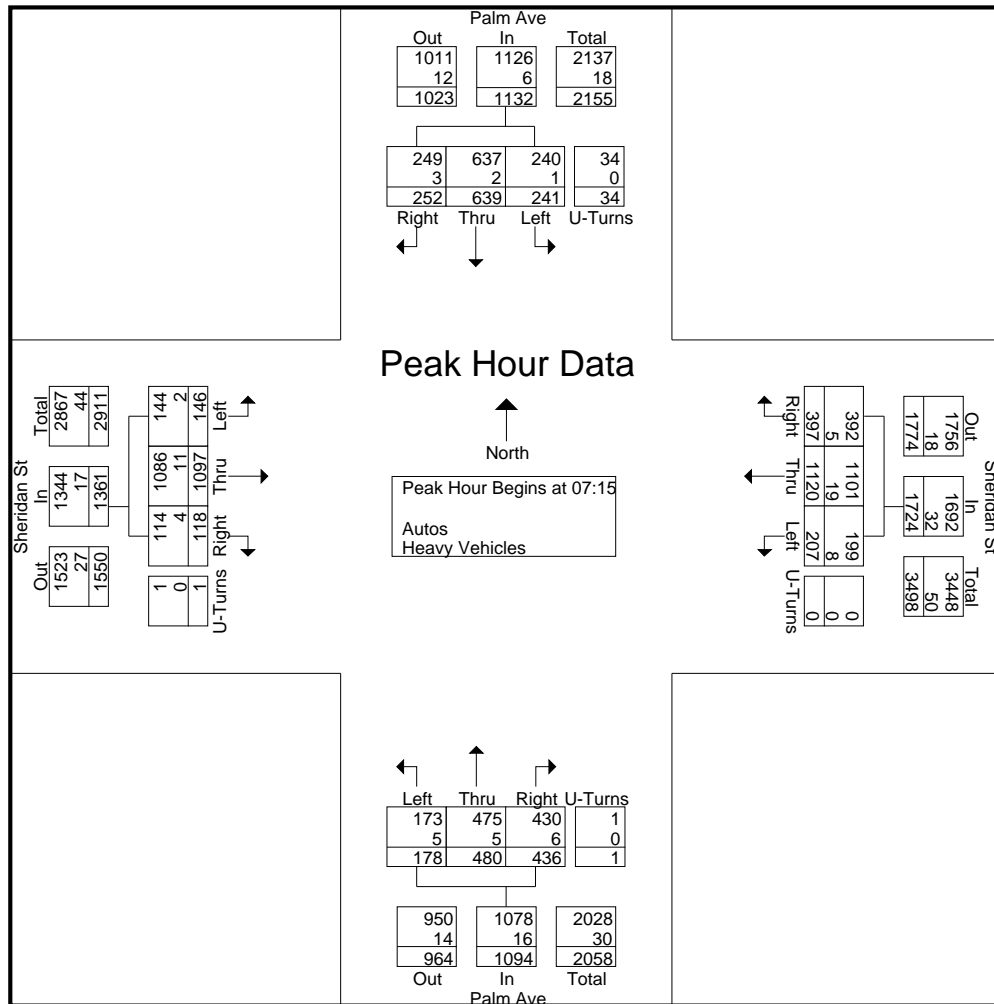 Palm Ave
Out In Total
1011 1126 2137
12 6 18
1023 1132 2155
249 637 240 34
3 2 1 0
252 639 241 34
Right Thru Left U-Turns
Peak Hour Data
North
Peak Hour Begins at 07:15
Autos
Heavy Vehicles
Sheridan St
Out In Total
1523 1344 2867
27 17 44
1550 1361 2911
U-Turns Right Thru Left
1 114 1086 144
0 4 11 2
1 118 1097 146
Sheridan St
Out In Total
1756 1692 3448
18 32 50
1774 1724 3498
392 1101 199 0
5 19 8 0
397 1120 207 0
Right Thru Left U-Turns
Left Thru Right U-Turns
173 475 430 1
5 5 6 0
178 480 436 1
950 1078 2028
14 16 30
964 1094 2058
Out In Total
Palm Ave